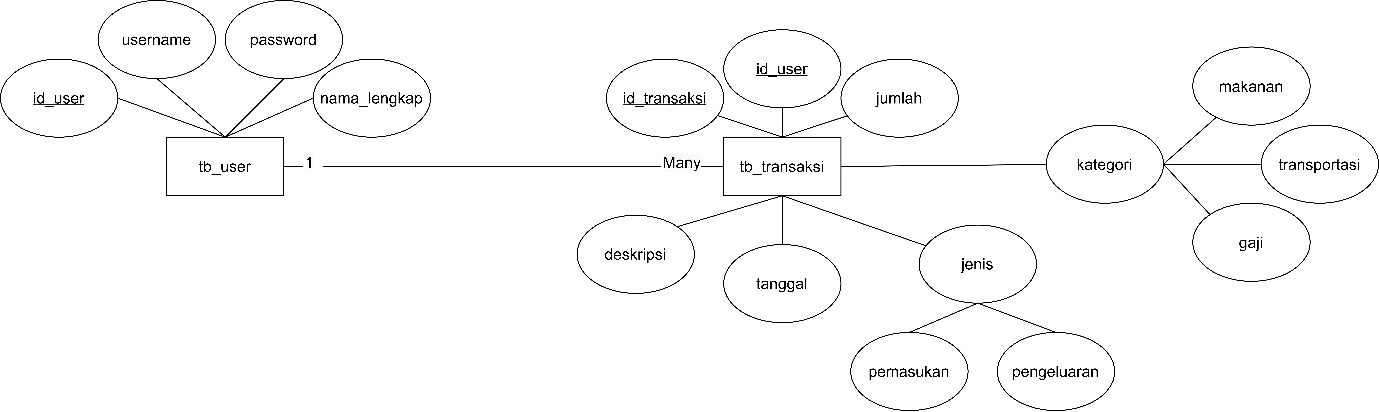 username
password
id_user
nama_lengkap
tb_user
1
Many
id_user
id_transaksi
jumlah
tb_transaksi
deskripsi
tanggal
jenis
pemasukan
pengeluaran
kategori
makanan
transportasi
gaji